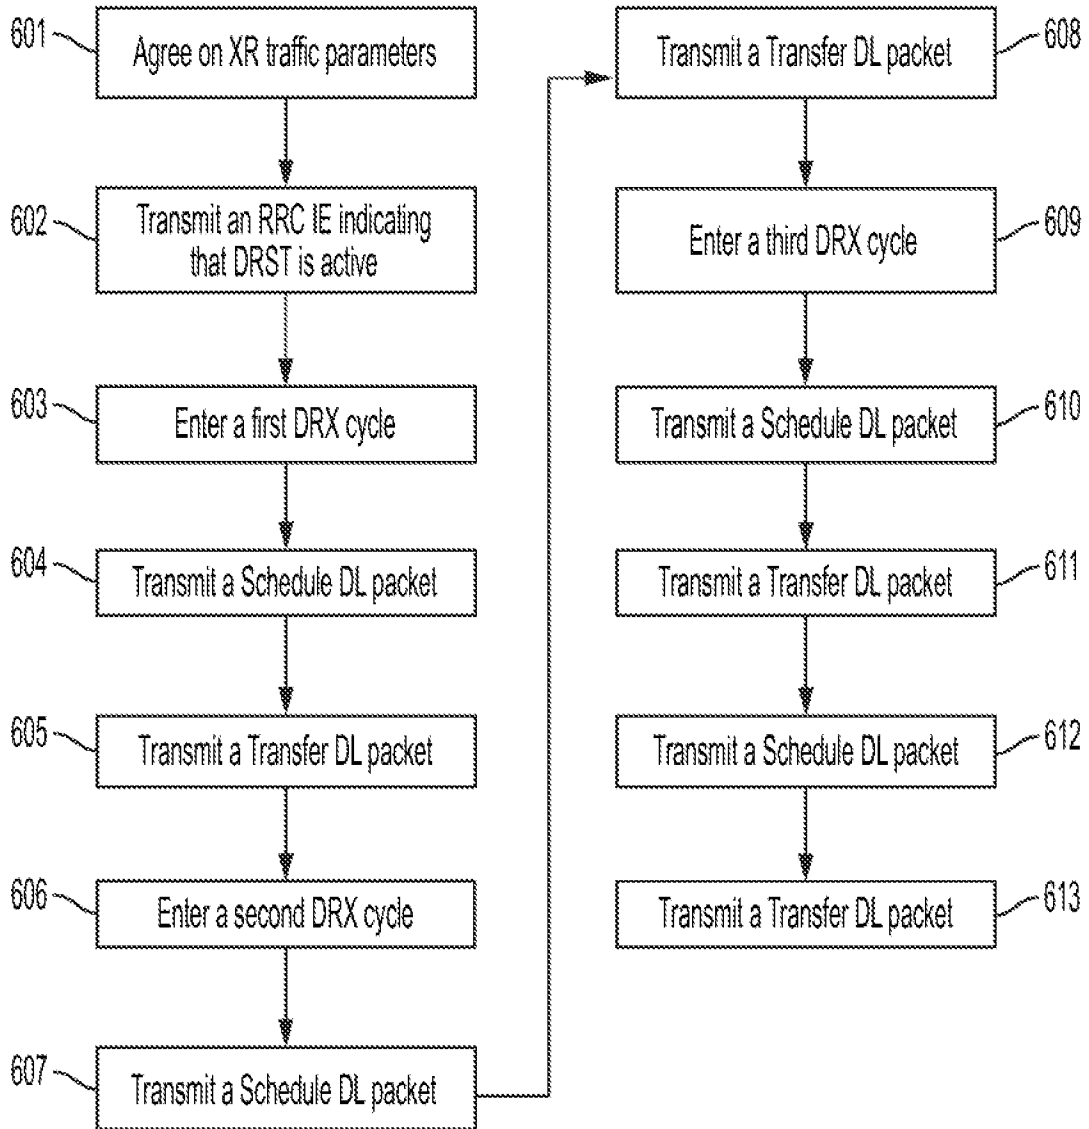 601
Agree on XR traffic parameters
602
Transmit an RRC IE indicating
that DRST is active
603
Enter a first DRX cycle
604
Transmit a Schedule DL packet
605
Transmit a Transfer DL packet
606
Enter a second DRX cycle
607
Transmit a Schedule DL packet
608
Transmit a Transfer DL packet
609
Enter a third DRX cycle
610
Transmit a Schedule DL packet
611
Transmit a Transfer DL packet
612
Transmit a Schedule DL packet
613
Transmit a Transfer DL packet